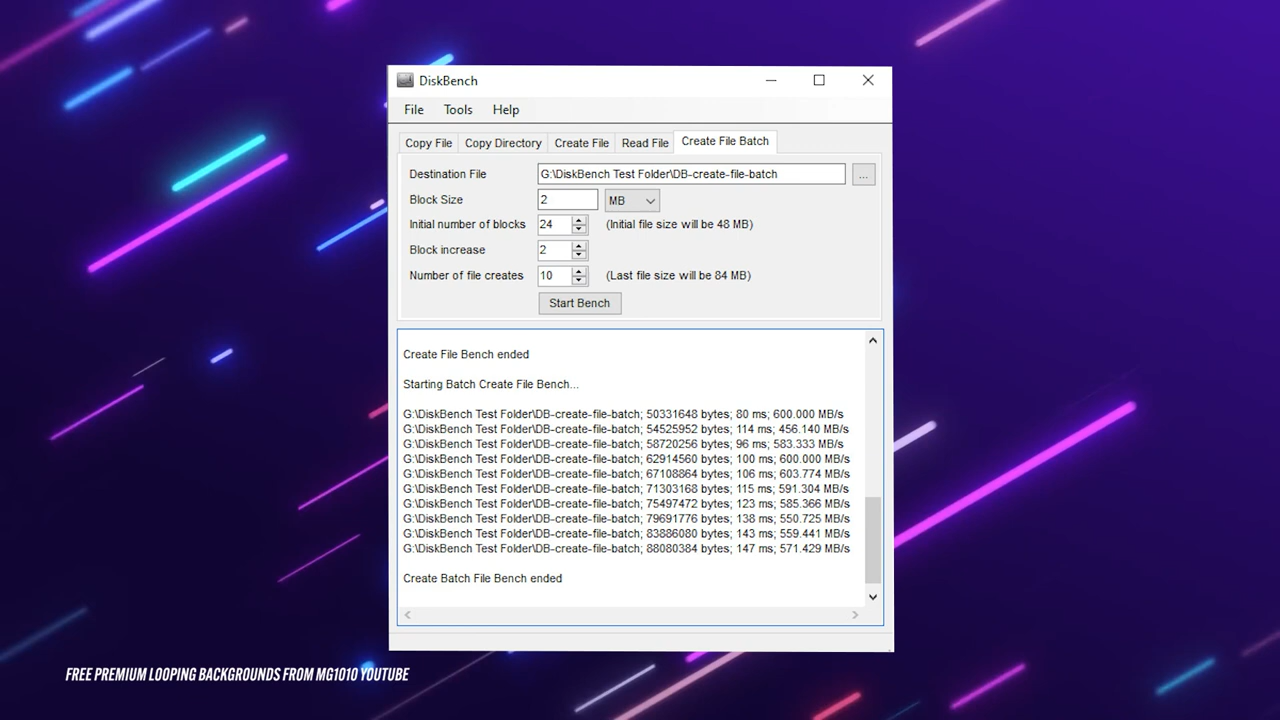 DiskBench
File Tools Help
Copy File Copy Directory Create File Read File Create File Batch
Destination File G:\DiskBench Test Folder\DB-create-file-batch ...
Block Size 2 MB
Initial number of blocks 24 (Initial file size will be 48 MB)
Block increase 2
Number of file creates 10 (Last file size will be 84 MB)
Start Bench
Create File Bench ended
Starting Batch Create File Bench...
G:\DiskBench Test Folder\DB-create-file-batch; 50331648 bytes; 80 ms; 600.000 MB/s
G:\DiskBench Test Folder\DB-create-file-batch; 54525952 bytes; 114 ms; 456.140 MB/s
G:\DiskBench Test Folder\DB-create-file-batch; 58720256 bytes; 96 ms; 583.333 MB/s
G:\DiskBench Test Folder\DB-create-file-batch; 62914560 bytes; 100 ms; 600.000 MB/s
G:\DiskBench Test Folder\DB-create-file-batch; 67108864 bytes; 106 ms; 603.774 MB/s
G:\DiskBench Test Folder\DB-create-file-batch; 71303168 bytes; 115 ms; 591.304 MB/s
G:\DiskBench Test Folder\DB-create-file-batch; 75497472 bytes; 123 ms; 585.366 MB/s
G:\DiskBench Test Folder\DB-create-file-batch; 79691776 bytes; 138 ms; 550.725 MB/s
G:\DiskBench Test Folder\DB-create-file-batch; 83886080 bytes; 143 ms; 559.441 MB/s
G:\DiskBench Test Folder\DB-create-file-batch; 88080384 bytes; 147 ms; 571.429 MB/s
Create Batch File Bench ended
FREE PREMIUM LOOPING BACKGROUNDS FROM MG1010 YOUTUBE